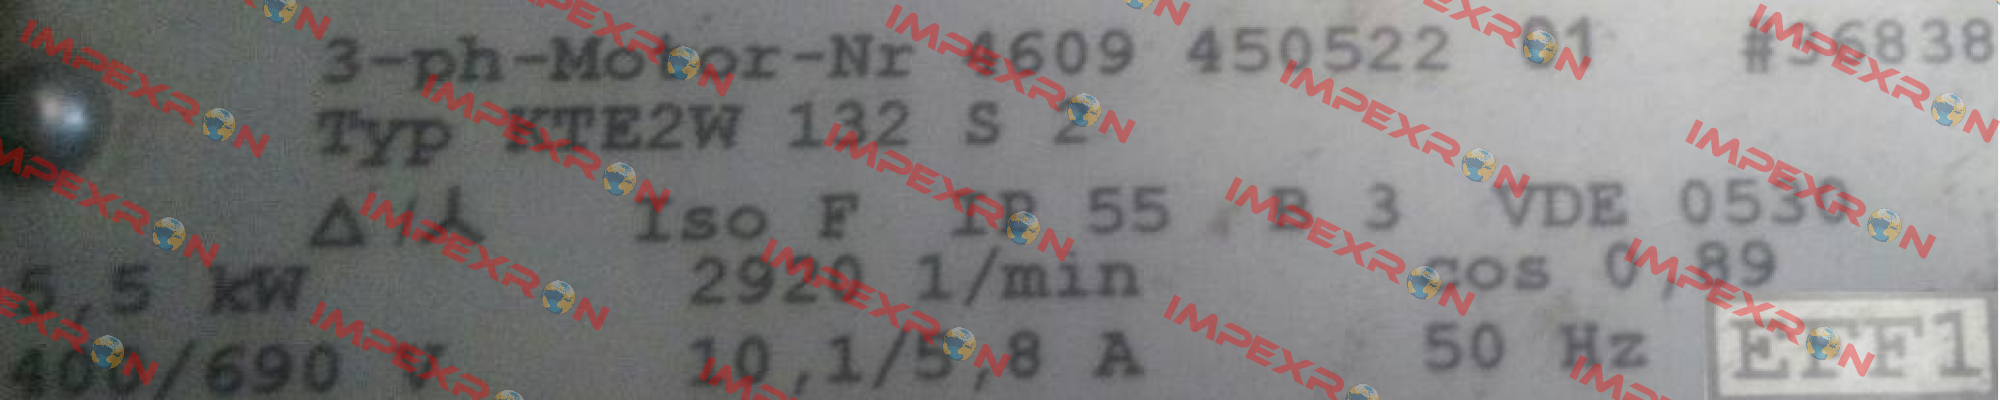 3-ph-Motor-Nr 4609 450522 01 #36838
Typ KTE2W 132 S 2
Δ/⅄ Iso F IP 55 B 3 VDE 0530
5,5 kW 2920 1/min cos 0,89
400/690 V 10,1/5,8 A 50 Hz EFF1
IMPEXRON